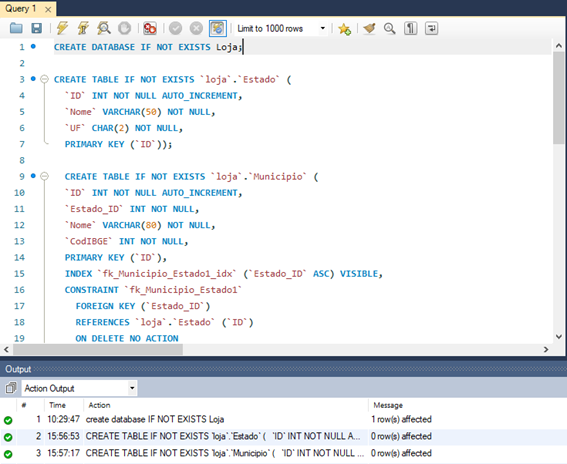 Query 1
Limit to 1000 rows
1 CREATE DATABASE IF NOT EXISTS Loja;
2
3 CREATE TABLE IF NOT EXISTS `loja`.`Estado` (
4 `ID` INT NOT NULL AUTO_INCREMENT,
5 `Nome` VARCHAR(50) NOT NULL,
6 `UF` CHAR(2) NOT NULL,
7 PRIMARY KEY (`ID`));
8
9 CREATE TABLE IF NOT EXISTS `loja`.`Municipio` (
10 `ID` INT NOT NULL AUTO_INCREMENT,
11 `Estado_ID` INT NOT NULL,
12 `Nome` VARCHAR(80) NOT NULL,
13 `CodIBGE` INT NOT NULL,
14 PRIMARY KEY (`ID`),
15 INDEX `fk_Municipio_Estado1_idx` (`Estado_ID` ASC) VISIBLE,
16 CONSTRAINT `fk_Municipio_Estado1`
17 FOREIGN KEY (`Estado_ID`)
18 REFERENCES `loja`.`Estado` (`ID`)
19 ON DELETE NO ACTION
Output
Action Output
# Time Action Message
1 10:29:47 create database IF NOT EXISTS Loja 1 row(s) affected
2 15:56:53 CREATE TABLE IF NOT EXISTS `loja`.`Estado` ( `ID` INT NOT NULL A... 0 row(s) affected
3 15:57:17 CREATE TABLE IF NOT EXISTS `loja`.`Municipio` ( `ID` INT NOT NULL ... 0 row(s) affected